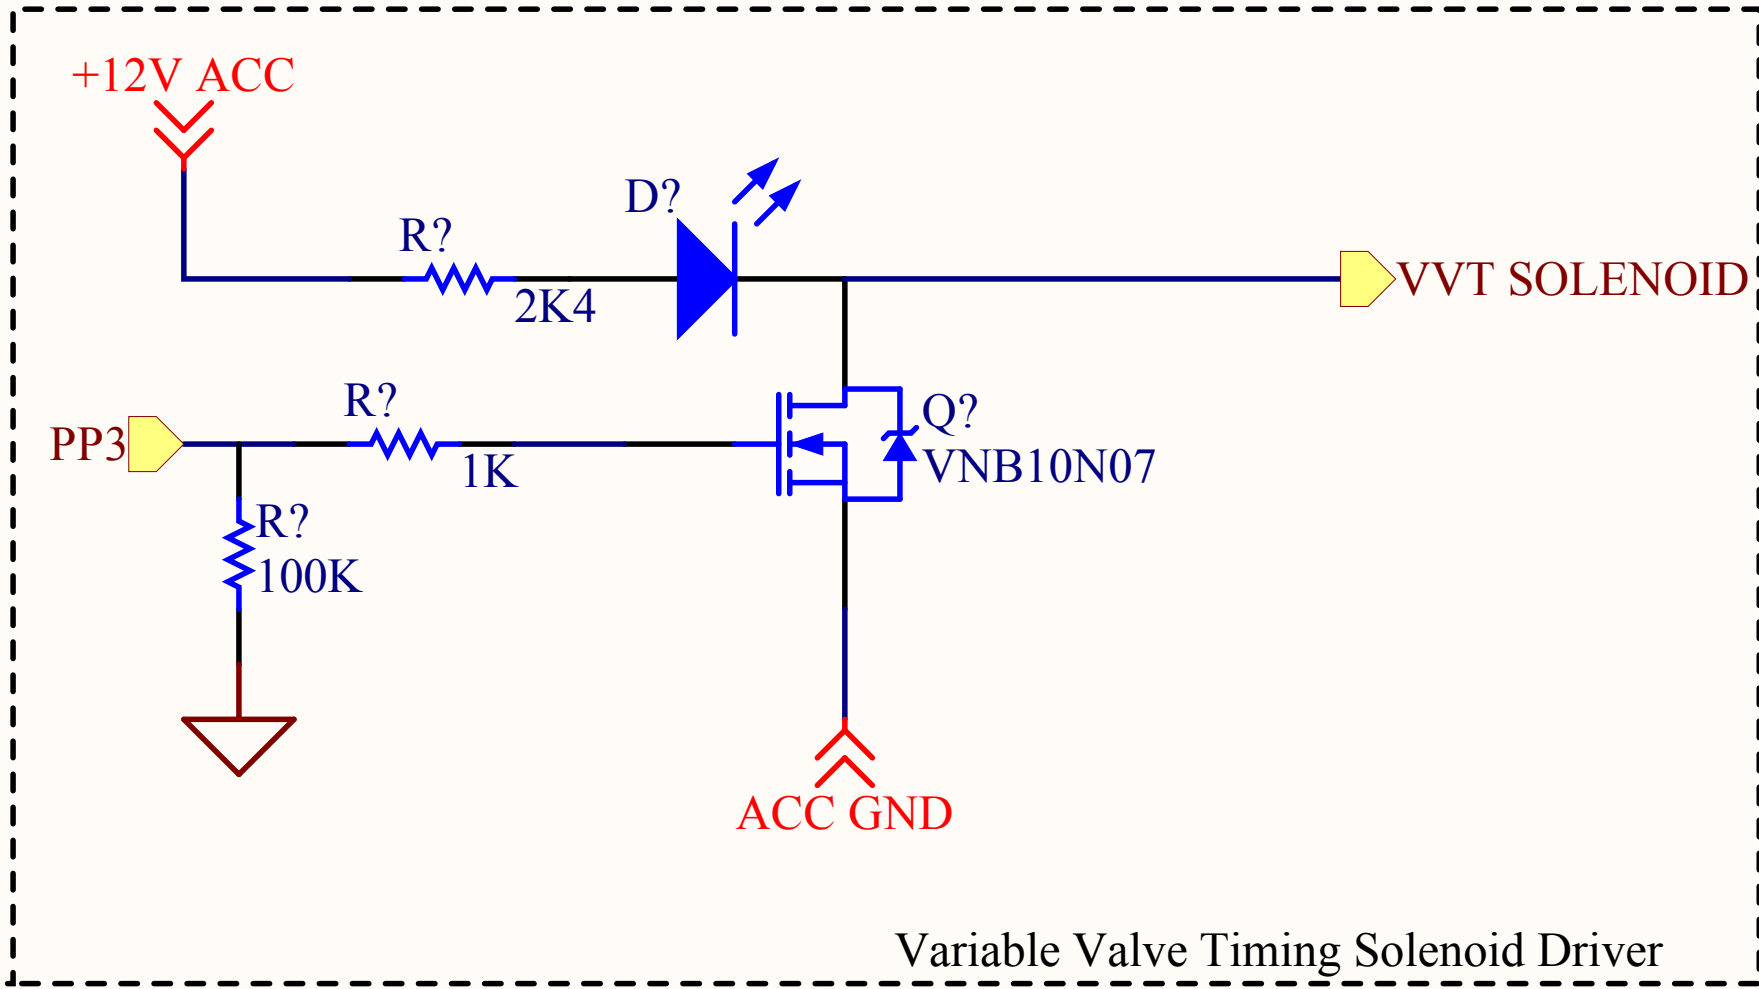 +12V ACC
D?
R?
2K4
VVT SOLENOID
R?
1K
PP3
Q?
VNB10N07
R?
100K
ACC GND
Variable Valve Timing Solenoid Driver